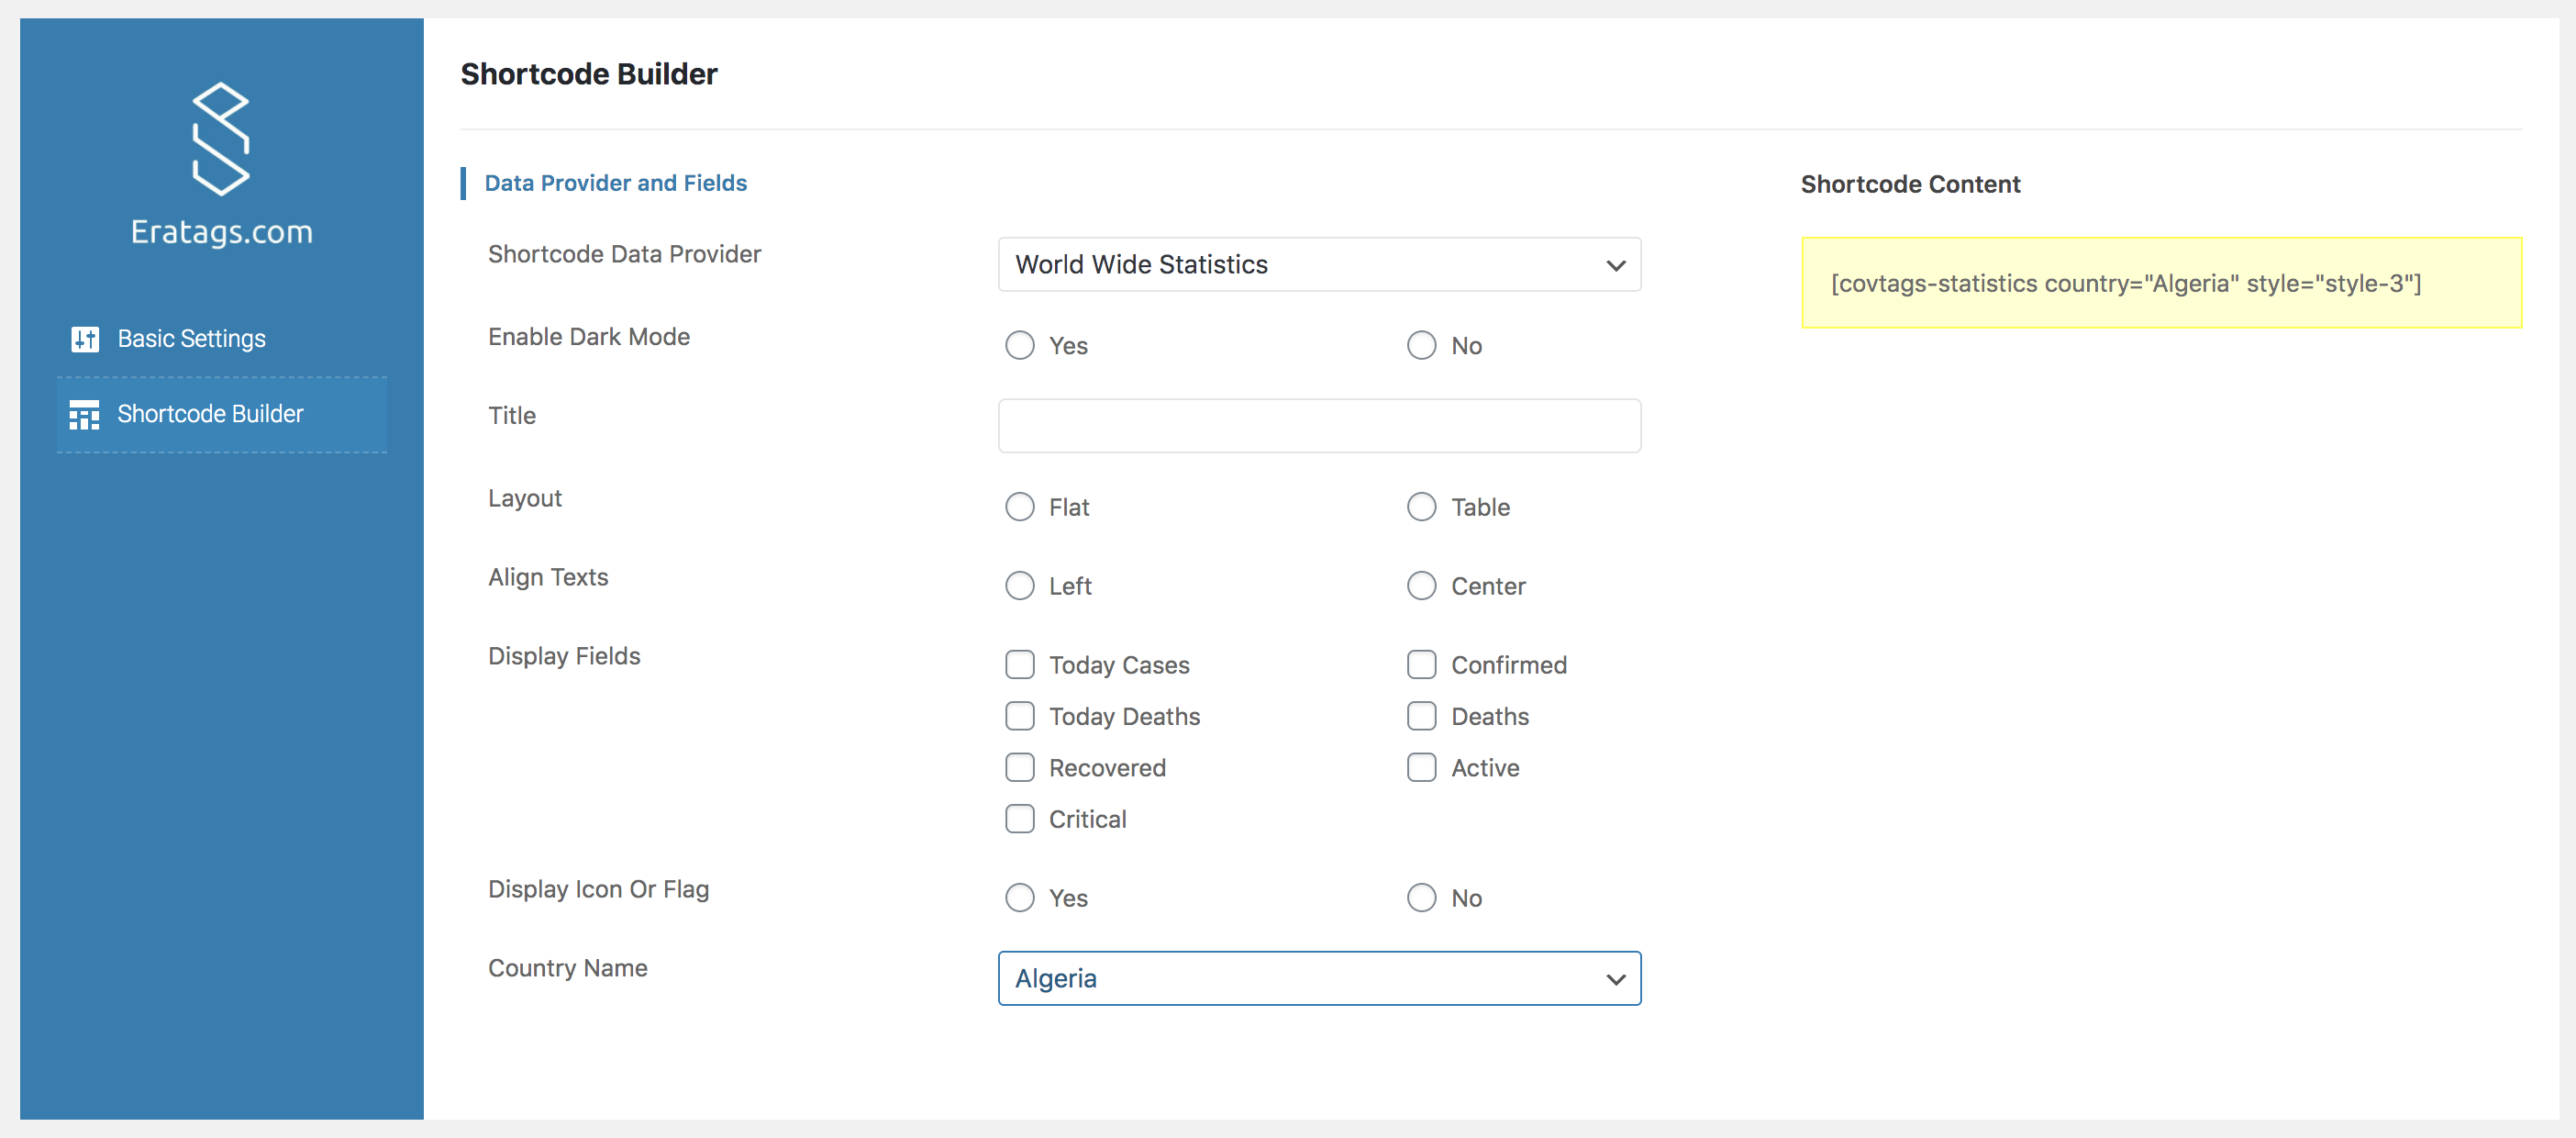 Eratags.com
Basic Settings
Shortcode Builder
Shortcode Builder
Data Provider and Fields
Shortcode Data Provider
World Wide Statistics
Enable Dark Mode
Yes
No
Title
Layout
Flat
Table
Align Texts
Left
Center
Display Fields
Today Cases
Confirmed
Today Deaths
Deaths
Recovered
Active
Critical
Display Icon Or Flag
Yes
No
Country Name
Algeria
Shortcode Content
[covtags-statistics country="Algeria" style="style-3"]